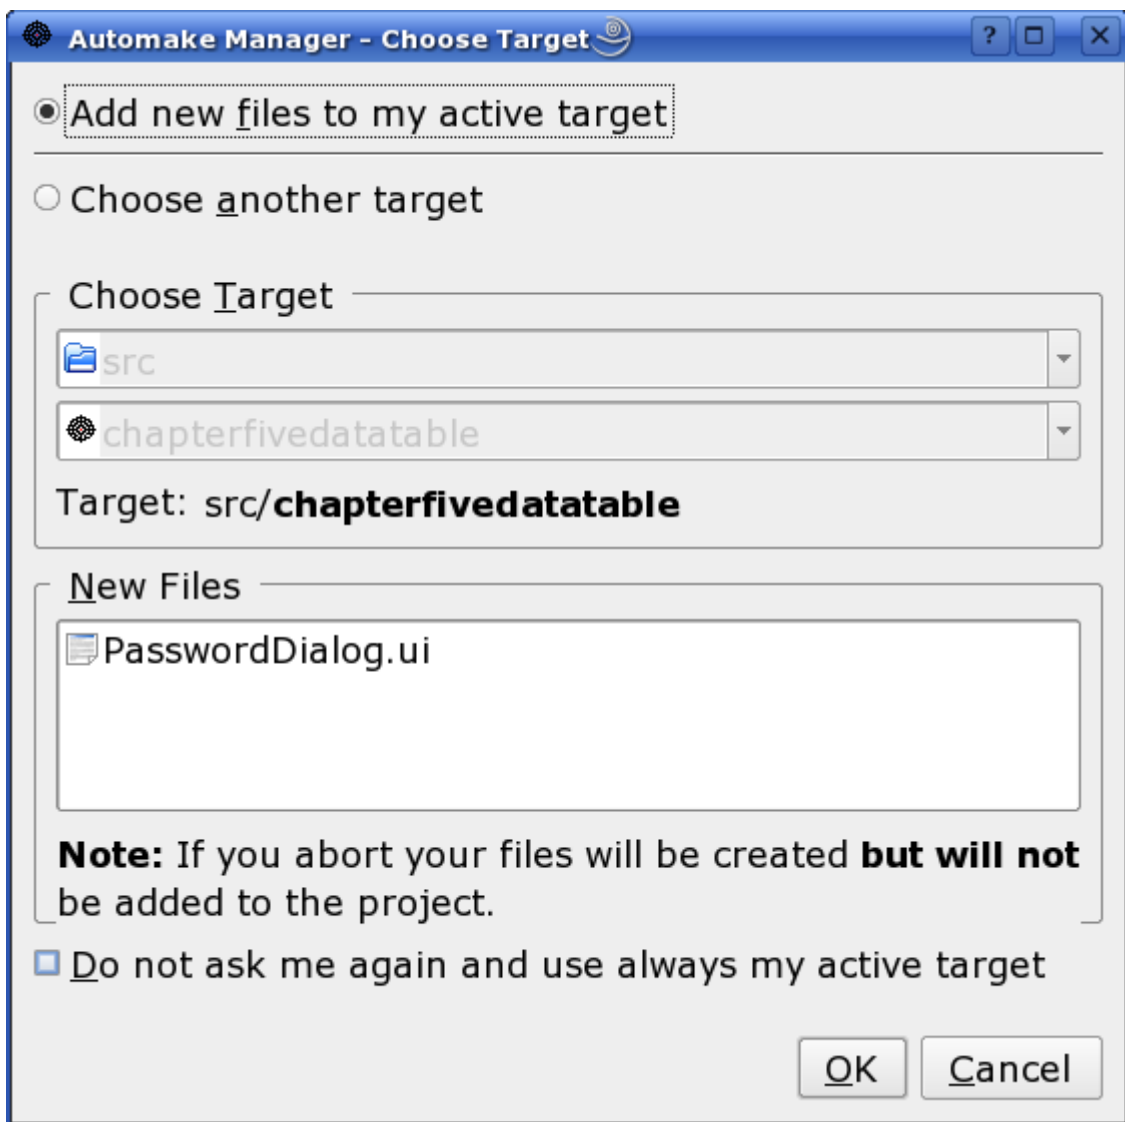 Automake Manager – Choose Target
Add new files to my active target
Choose another target
Choose Target
src
chapterfivedatatable
Target: src/chapterfivedatatable
New Files
PasswordDialog.ui
Note: If you abort your files will be created but will not
be added to the project.
Do not ask me again and use always my active target
OK Cancel